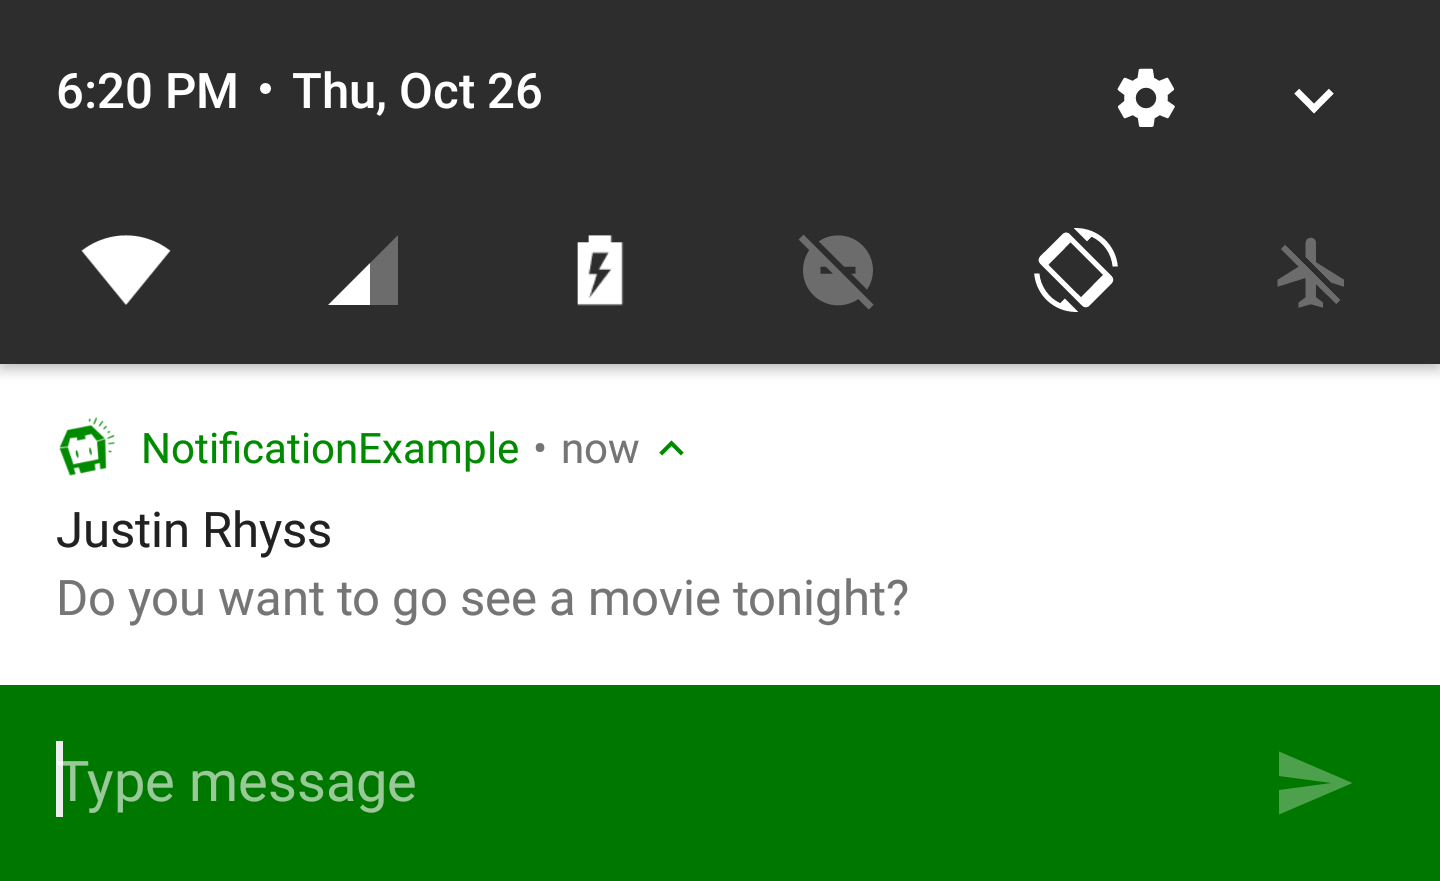 6:20 PM • Thu, Oct 26
NotificationExample • now
Justin Rhyss
Do you want to go see a movie tonight?
Type message